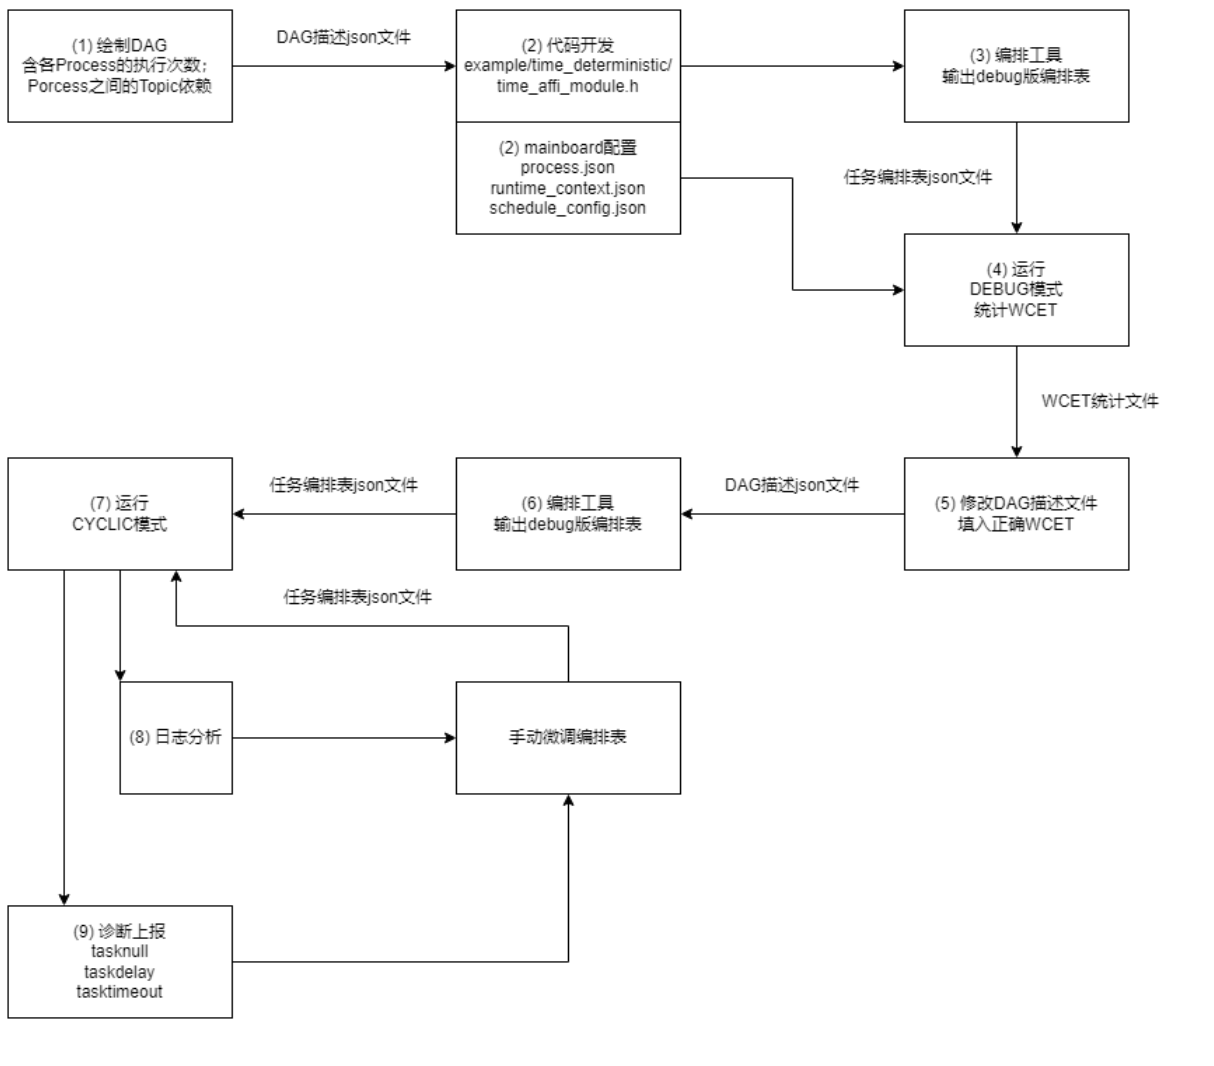 (1) 绘制DAG
含各Process的执行次数；
Porcess之间的Topic依赖
DAG描述json文件
(2) 代码开发
example/time_deterministic/
time_affi_module.h
(3) 编排工具
输出debug版编排表
(2) mainboard配置
process.json
runtime_context.json
schedule_config.json
任务编排表json文件
(4) 运行
DEBUG模式
统计WCET
WCET统计文件
(7) 运行
CYCLIC模式
任务编排表json文件
(6) 编排工具
输出debug版编排表
DAG描述json文件
(5) 修改DAG描述文件
填入正确WCET
任务编排表json文件
(8) 日志分析
手动微调编排表
(9) 诊断上报
tasknull
taskdelay
tasktimeout